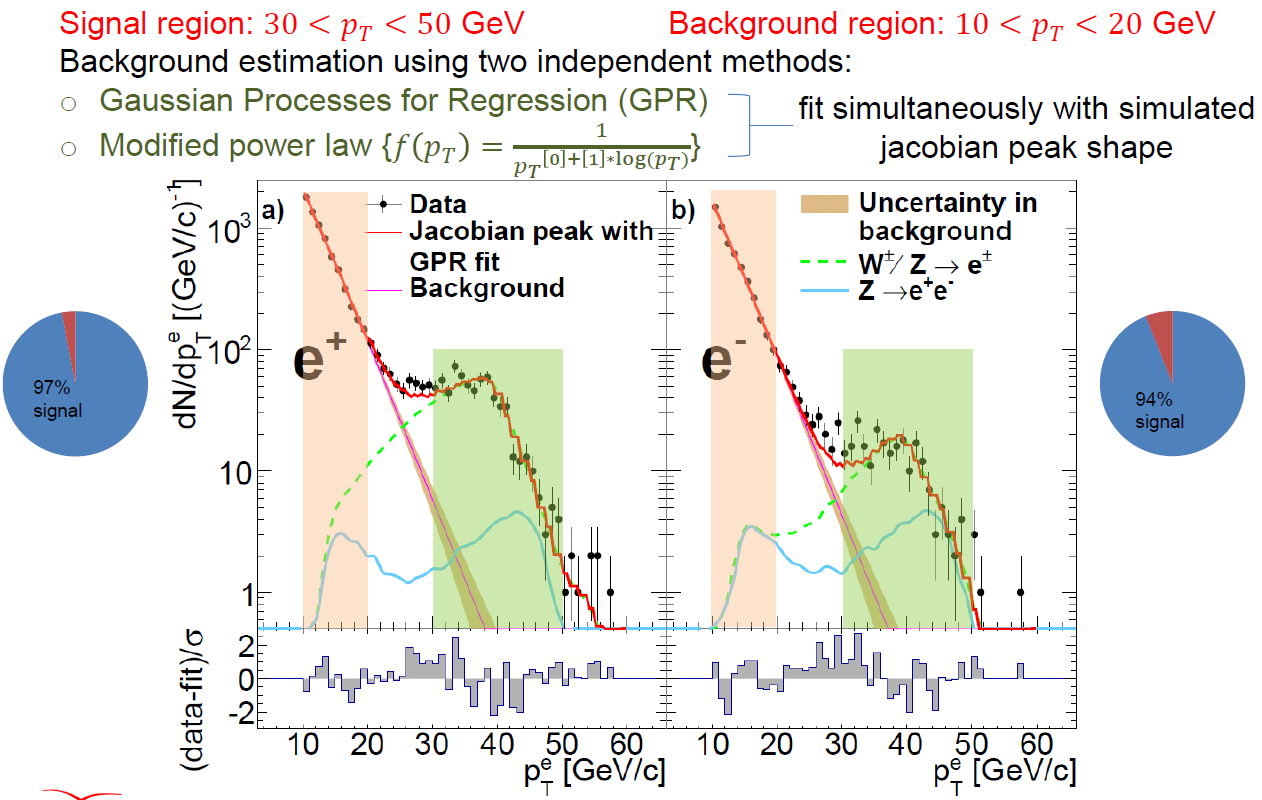 Signal region: 30 < p_T < 50 GeV
Background region: 10 < p_T < 20 GeV
Background estimation using two independent methods:
○ Gaussian Processes for Regression (GPR)
○ Modified power law {f(p_T) = 1 / p_T^([0]+[1]*log(p_T))}
fit simultaneously with simulated
jacobian peak shape
dN/dp_T^e [(GeV/c)^-1]
10^3
10^2
10
1
a)
Data
Jacobian peak with
GPR fit
Background
e+
b)
Uncertainty in
background
W±/ Z → e±
Z → e+e-
e-
97%
signal
94%
signal
(data-fit)/σ
2
0
-2
10 20 30 40 50 60
10 20 30 40 50 60
p_T^e [GeV/c]
p_T^e [GeV/c]